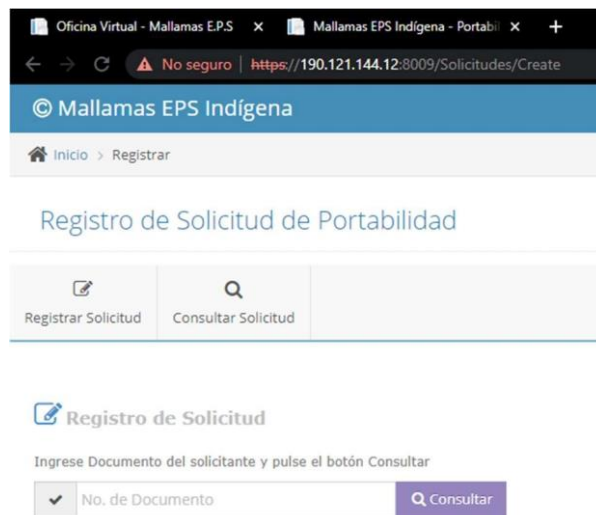 Oficina Virtual - Mallamas E.P.S
Mallamas EPS Indígena - Portabil
No seguro | https://190.121.144.12:8009/Solicitudes/Create
© Mallamas EPS Indígena
Inicio > Registrar
Registro de Solicitud de Portabilidad
Registrar Solicitud
Consultar Solicitud
Registro de Solicitud
Ingrese Documento del solicitante y pulse el botón Consultar
No. de Documento
Consultar